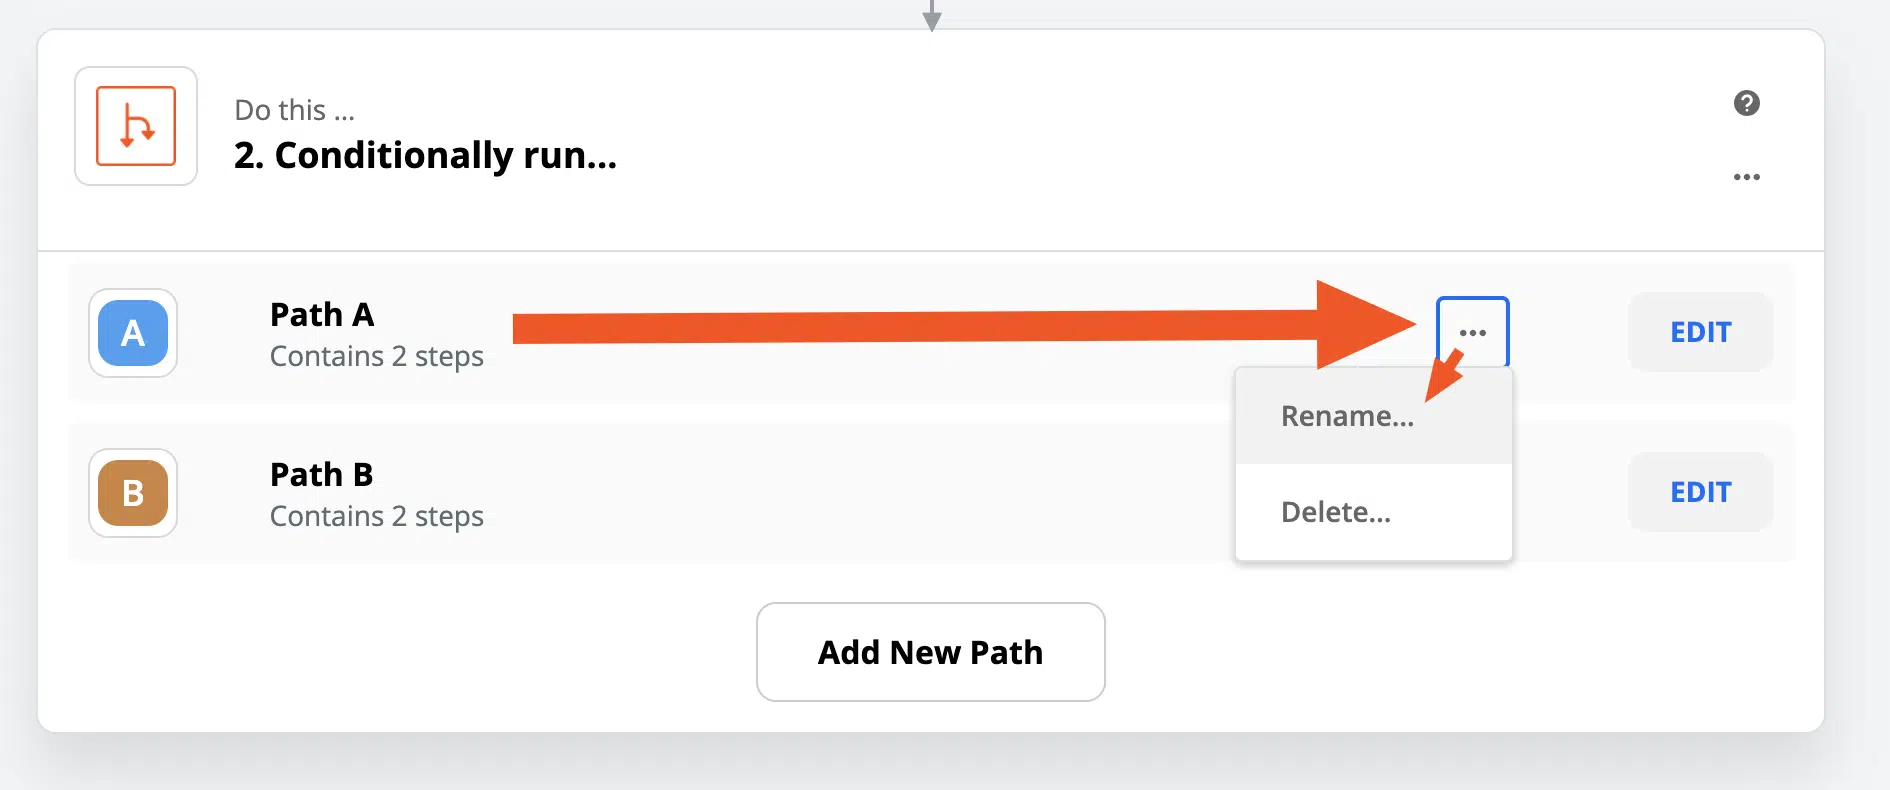 Do this ...
2. Conditionally run...
A
Path A
Contains 2 steps
EDIT
Rename...
Delete...
B
Path B
Contains 2 steps
EDIT
Add New Path